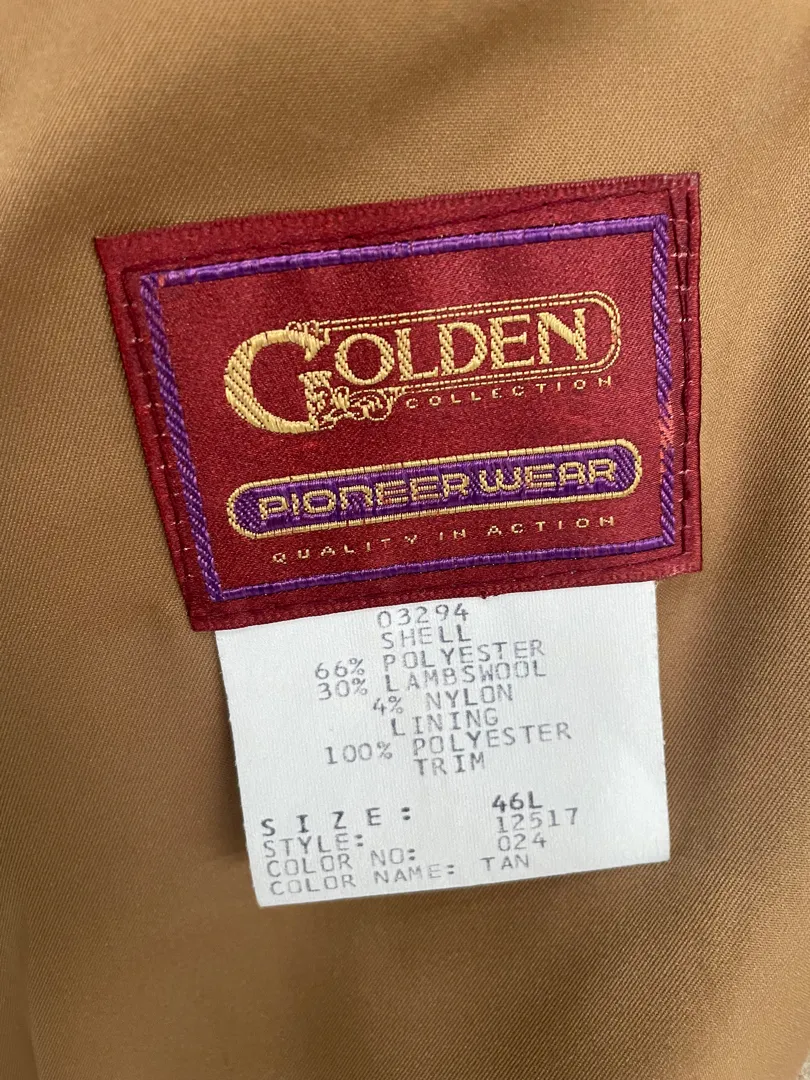 GOLDEN
COLLECTION
PIONEER WEAR
QUALITY IN ACTION
03294
SHELL
66% POLYESTER
30% LAMBSWOOL
4% NYLON
LINING
100% POLYESTER
TRIM
SIZE: 46L
STYLE: 12517
COLOR NO: 024
COLOR NAME: TAN